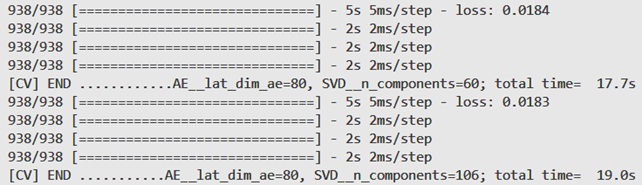 938/938 [==============================] - 5s 5ms/step - loss: 0.0184
938/938 [==============================] - 2s 2ms/step
938/938 [==============================] - 2s 2ms/step
938/938 [==============================] - 2s 2ms/step
[CV] END ............AE__lat_dim_ae=80, SVD__n_components=60; total time=  17.7s
938/938 [==============================] - 5s 5ms/step - loss: 0.0183
938/938 [==============================] - 2s 2ms/step
938/938 [==============================] - 2s 2ms/step
938/938 [==============================] - 2s 2ms/step
[CV] END ............AE__lat_dim_ae=80, SVD__n_components=106; total time=  19.0s